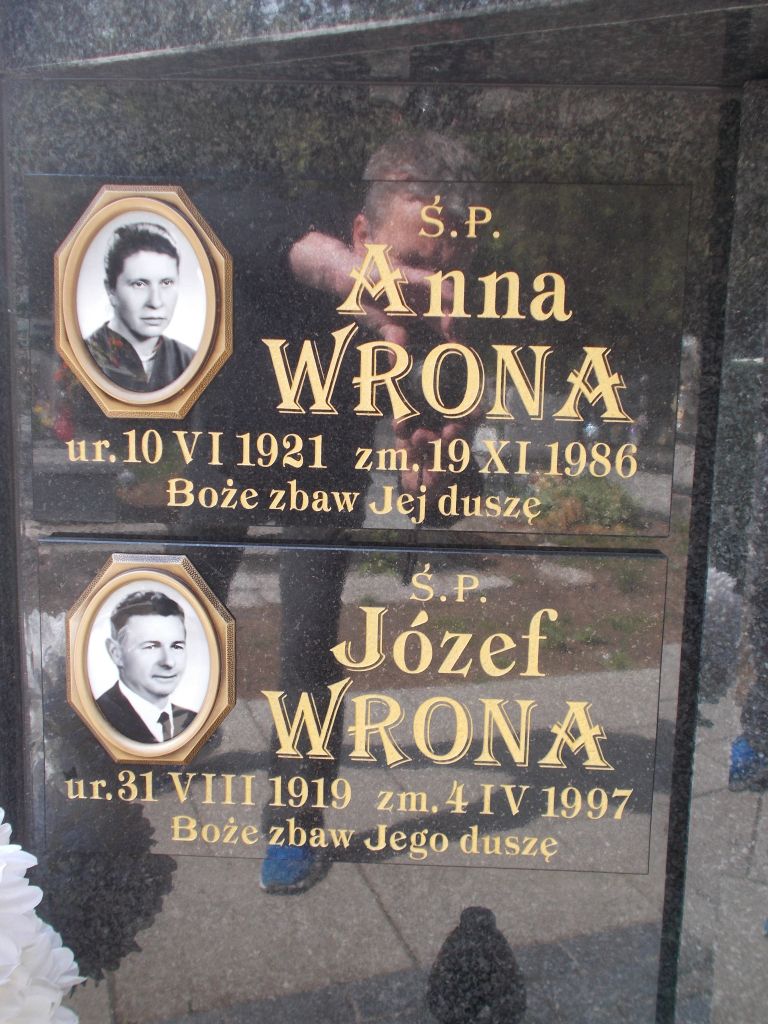 Ś.P.
Anna
WRONA
ur. 10 VI 1921 zm. 19 XI 1986
Boże zbaw Jej duszę
Ś.P.
Józef
WRONA
ur. 31 VIII 1919 zm. 4 IV 1997
Boże zbaw Jego duszę